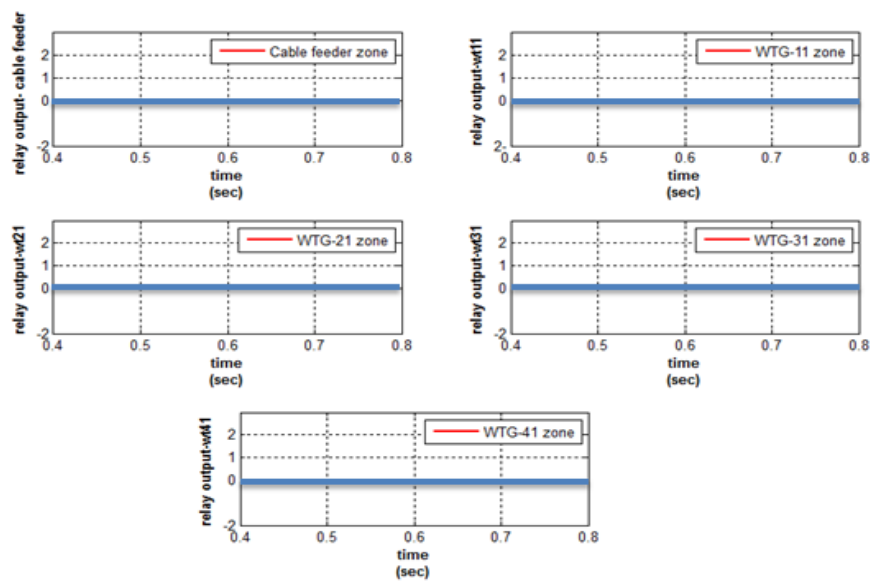 relay output- cable feeder
2
1
0
-2
Cable feeder zone
0.4 0.5 0.6 0.7 0.8
time
(sec)
relay output-wt11
2
1
0
2-
WTG-11 zone
0.4 0.5 0.6 0.7 0.8
time
(sec)
relay output-wt21
2
1
0
-2
WTG-21 zone
0.4 0.5 0.6 0.7 0.8
time
(sec)
relay output-wt31
2
1
0
-2
WTG-31 zone
0.4 0.5 0.6 0.7 0.8
time
(sec)
relay output-wt41
2
1
0
-2
WTG-41 zone
0.4 0.5 0.6 0.7 0.8
time
(sec)